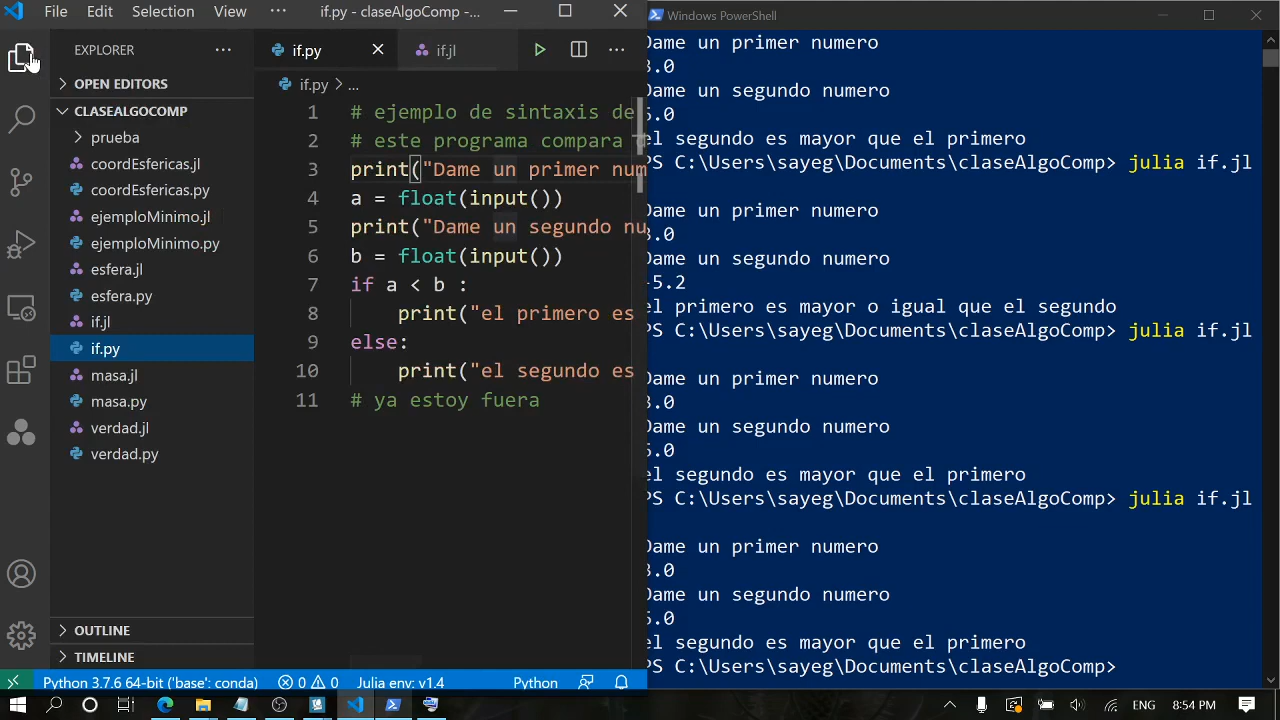 File Edit Selection View ··· if.py - claseAlgoComp -...
EXPLORER ···
OPEN EDITORS
CLASEALGOCOMP
prueba
coordEsfericas.jl
coordEsfericas.py
ejemploMinimo.jl
ejemploMinimo.py
esfera.jl
esfera.py
if.jl
if.py
masa.jl
masa.py
verdad.jl
verdad.py
OUTLINE
TIMELINE
if.py
if.jl
if.py > ...
1 # ejemplo de sintaxis de
2 # este programa compara
3 print("Dame un primer num
4 a = float(input())
5 print("Dame un segundo nu
6 b = float(input())
7 if a < b :
8 print("el primero es
9 else:
10 print("el segundo es
11 # ya estoy fuera
Python 3.7.6 64-bit ('base': conda) 0 0 Julia env: v1.4 Python
Windows PowerShell
Dame un primer numero
3.0
Dame un segundo numero
5.0
el segundo es mayor que el primero
PS C:\Users\sayeg\Documents\claseAlgoComp> julia if.jl
Dame un primer numero
3.0
Dame un segundo numero
-5.2
el primero es mayor o igual que el segundo
PS C:\Users\sayeg\Documents\claseAlgoComp> julia if.jl
Dame un primer numero
3.0
Dame un segundo numero
5.0
el segundo es mayor que el primero
PS C:\Users\sayeg\Documents\claseAlgoComp> julia if.jl
Dame un primer numero
3.0
Dame un segundo numero
5.0
el segundo es mayor que el primero
PS C:\Users\sayeg\Documents\claseAlgoComp>
8:54 PM